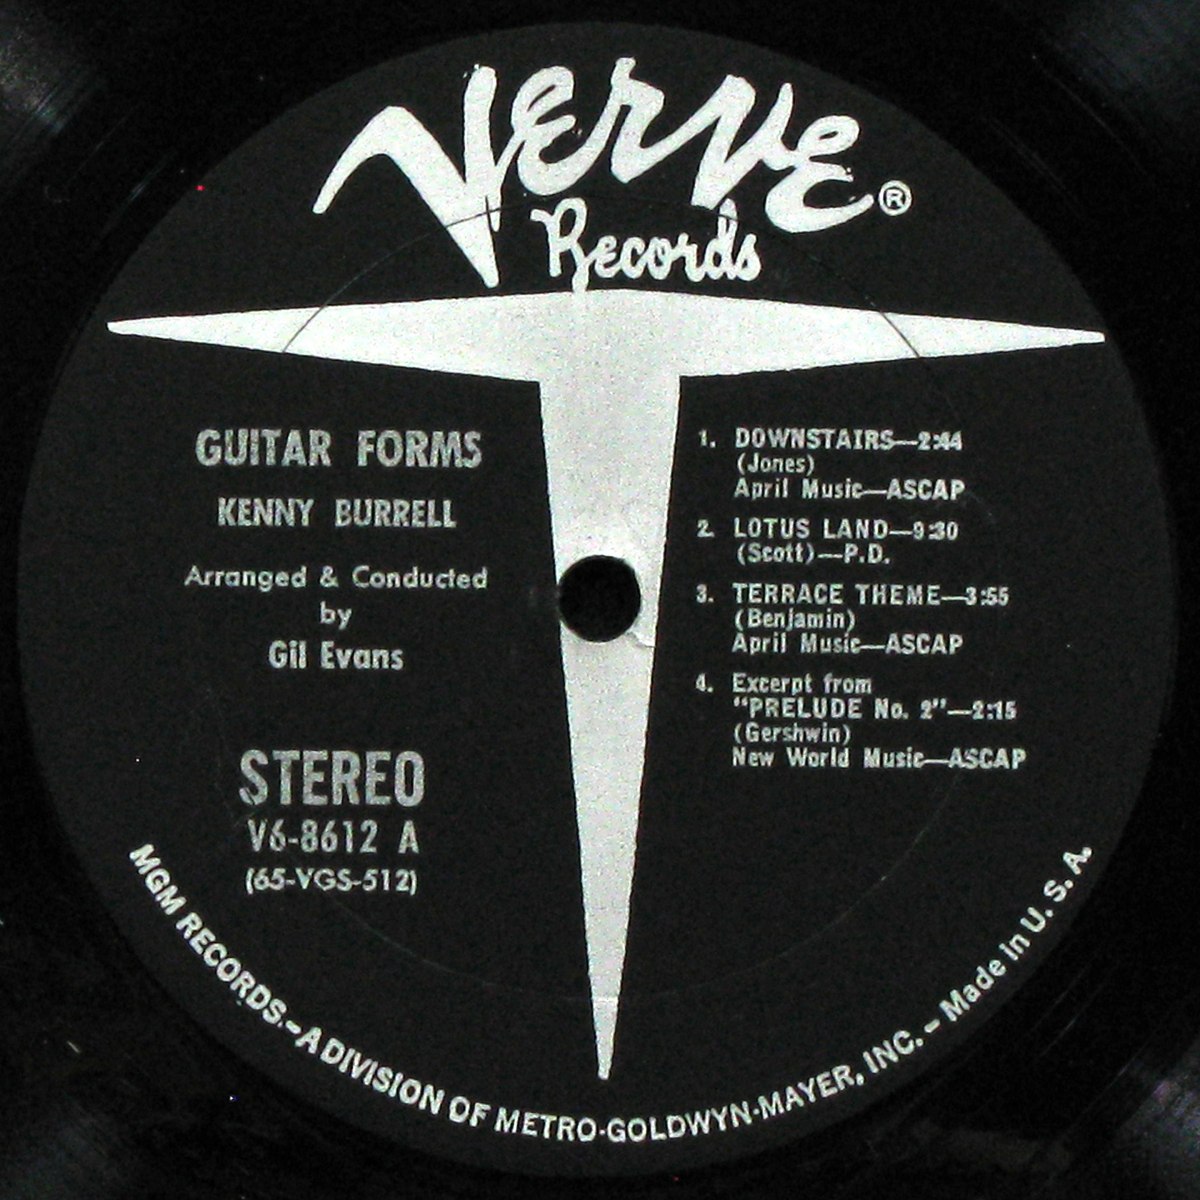 Verve®
Records
GUITAR FORMS
KENNY BURRELL
Arranged & Conducted
by
Gil Evans
STEREO
V6-8612 A
(65-VGS-512)
1. DOWNSTAIRS—2:44
(Jones)
April Music—ASCAP
2. LOTUS LAND—9:30
(Scott)—P.D.
3. TERRACE THEME—3:55
(Benjamin)
April Music—ASCAP
4. Excerpt from
"PRELUDE No. 2"—2:15
(Gershwin)
New World Music—ASCAP
MGM RECORDS.–A DIVISION OF METRO-GOLDWYN-MAYER, INC. – Made in U. S. A.